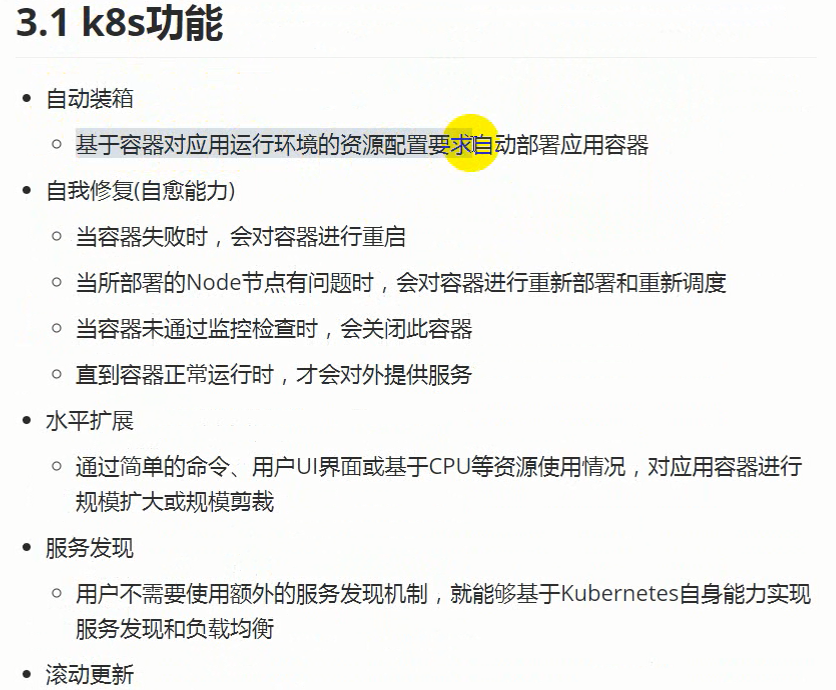 3.1 k8s功能
自动装箱
基于容器对应用运行环境的资源配置要求自动部署应用容器
自我修复(自愈能力)
当容器失败时，会对容器进行重启
当所部署的Node节点有问题时，会对容器进行重新部署和重新调度
当容器未通过监控检查时，会关闭此容器
直到容器正常运行时，才会对外提供服务
水平扩展
通过简单的命令、用户UI界面或基于CPU等资源使用情况，对应用容器进行
规模扩大或规模剪裁
服务发现
用户不需要使用额外的服务发现机制，就能够基于Kubernetes自身能力实现
服务发现和负载均衡
滚动更新